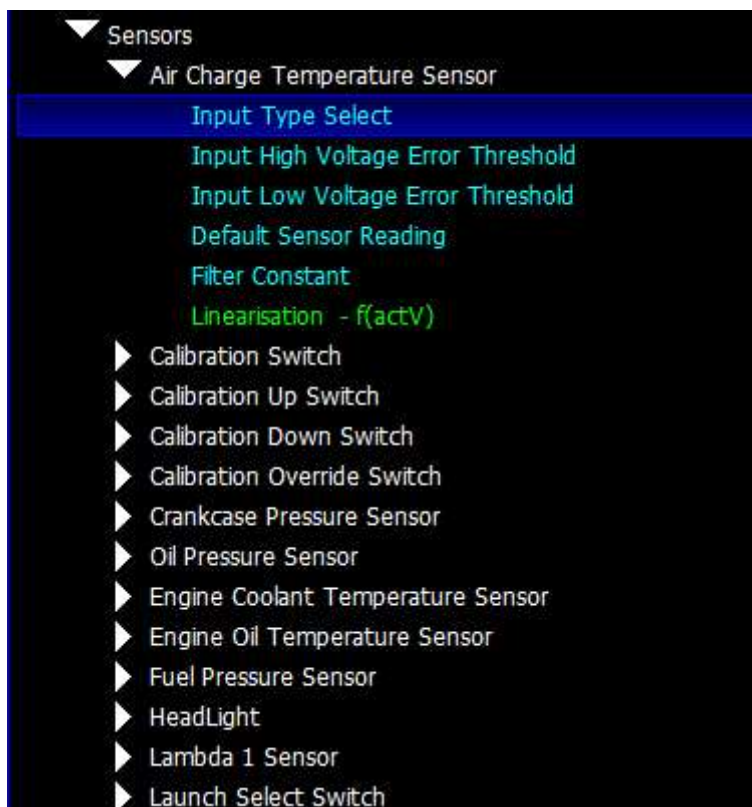 Sensors
Air Charge Temperature Sensor
Input Type Select
Input High Voltage Error Threshold
Input Low Voltage Error Threshold
Default Sensor Reading
Filter Constant
Linearisation - f(actV)
Calibration Switch
Calibration Up Switch
Calibration Down Switch
Calibration Override Switch
Crankcase Pressure Sensor
Oil Pressure Sensor
Engine Coolant Temperature Sensor
Engine Oil Temperature Sensor
Fuel Pressure Sensor
HeadLight
Lambda 1 Sensor
Launch Select Switch